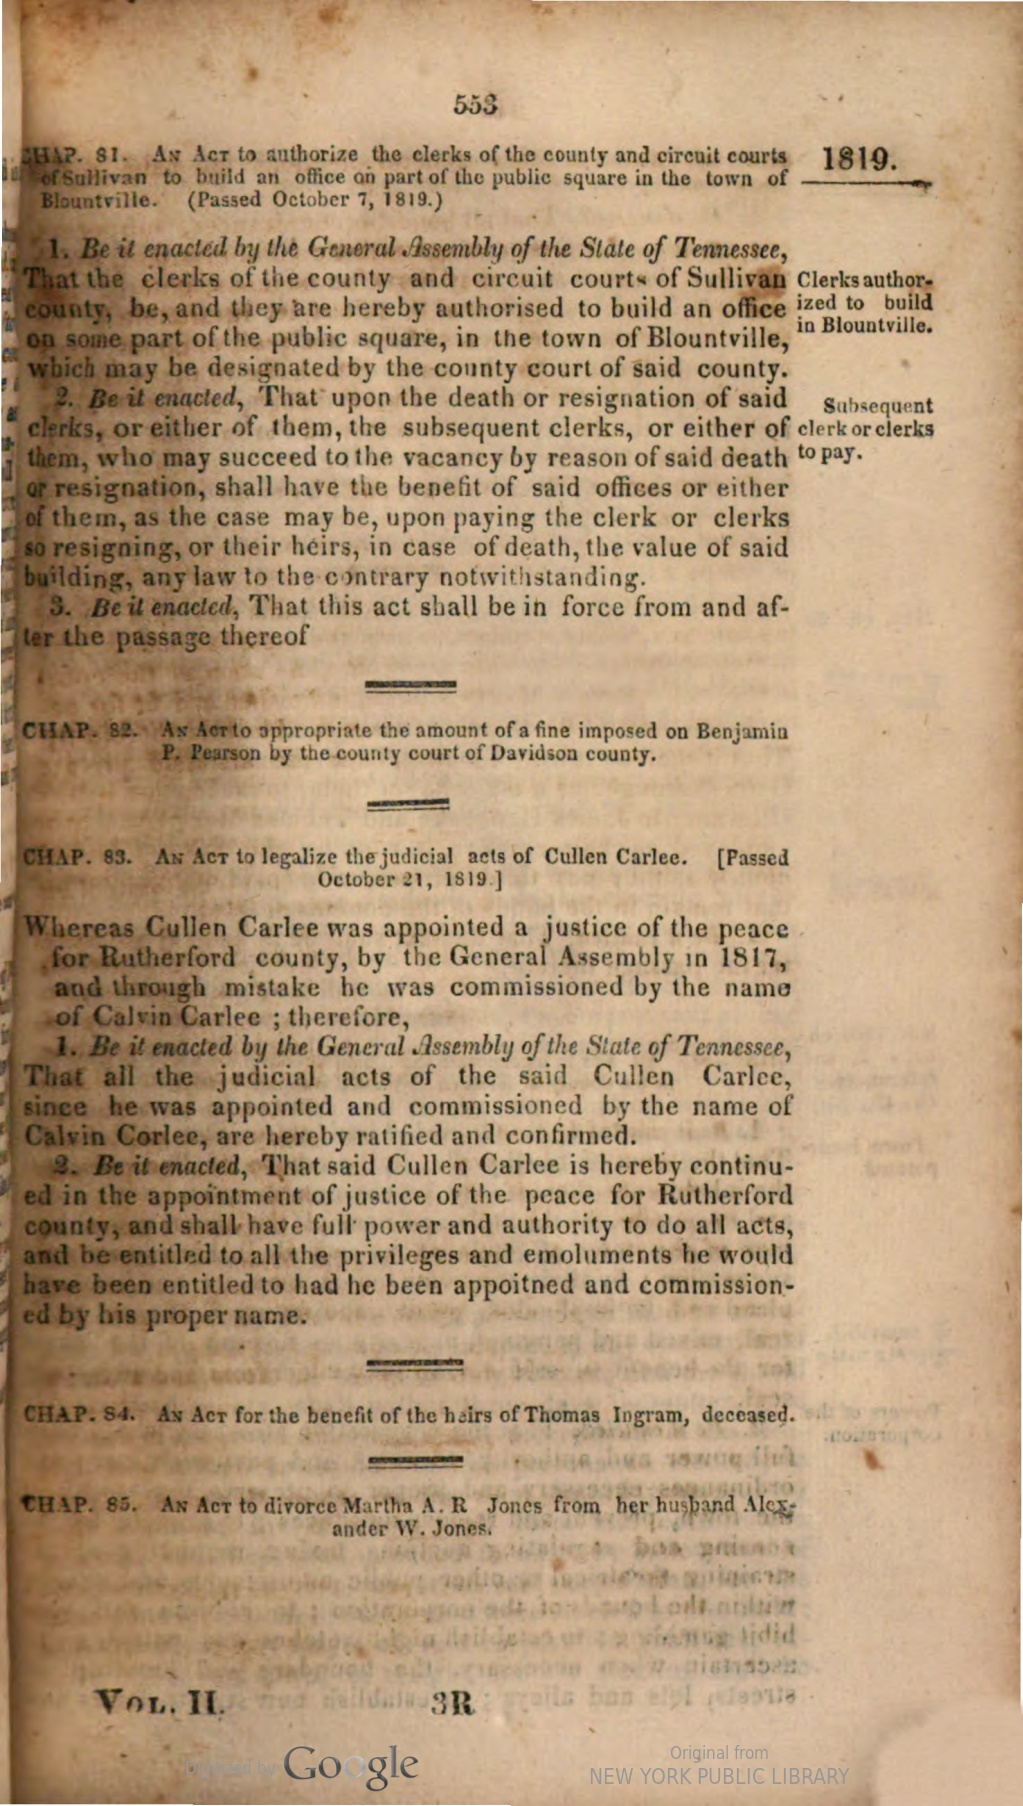 553
1819.
CHAP. 81. AN ACT to authorize the clerks of the county and circuit courts
of Sullivan to build an office on part of the public square in the town of
Blountville. (Passed October 7, 1819.)
1. Be it enacted by the General Assembly of the State of Tennessee,
That the clerks of the county and circuit courts of Sullivan
county, be, and they are hereby authorised to build an office
on some part of the public square, in the town of Blountville,
which may be designated by the county court of said county.
Clerks author-
ized to build
in Blountville.
2. Be it enacted, That upon the death or resignation of said
clerks, or either of them, the subsequent clerks, or either of
them, who may succeed to the vacancy by reason of said death
or resignation, shall have the benefit of said offices or either
of them, as the case may be, upon paying the clerk or clerks
so resigning, or their heirs, in case of death, the value of said
building, any law to the contrary notwithstanding.
Subsequent
clerk or clerks
to pay.
3. Be it enacted, That this act shall be in force from and af-
ter the passage thereof
CHAP. 82. AN ACT to appropriate the amount of a fine imposed on Benjamin
P. Pearson by the county court of Davidson county.
CHAP. 83. AN ACT to legalize the judicial acts of Cullen Carlee. [Passed
October 21, 1819.]
Whereas Cullen Carlee was appointed a justice of the peace
for Rutherford county, by the General Assembly in 1817,
and through mistake he was commissioned by the name
of Calvin Carlee ; therefore,
1. Be it enacted by the General Assembly of the State of Tennessee,
That all the judicial acts of the said Cullen Carlee,
since he was appointed and commissioned by the name of
Calvin Corlee, are hereby ratified and confirmed.
2. Be it enacted, That said Cullen Carlee is hereby continu-
ed in the appointment of justice of the peace for Rutherford
county, and shall have full power and authority to do all acts,
and be entitled to all the privileges and emoluments he would
have been entitled to had he been appoitned and commission-
ed by his proper name.
CHAP. 84. AN ACT for the benefit of the heirs of Thomas Ingram, deceased.
CHAP. 85. AN ACT to divorce Martha A. R Jones from her husband Alex-
ander W. Jones.
VOL. II. 3R
Digitized by Google
Original from
NEW YORK PUBLIC LIBRARY